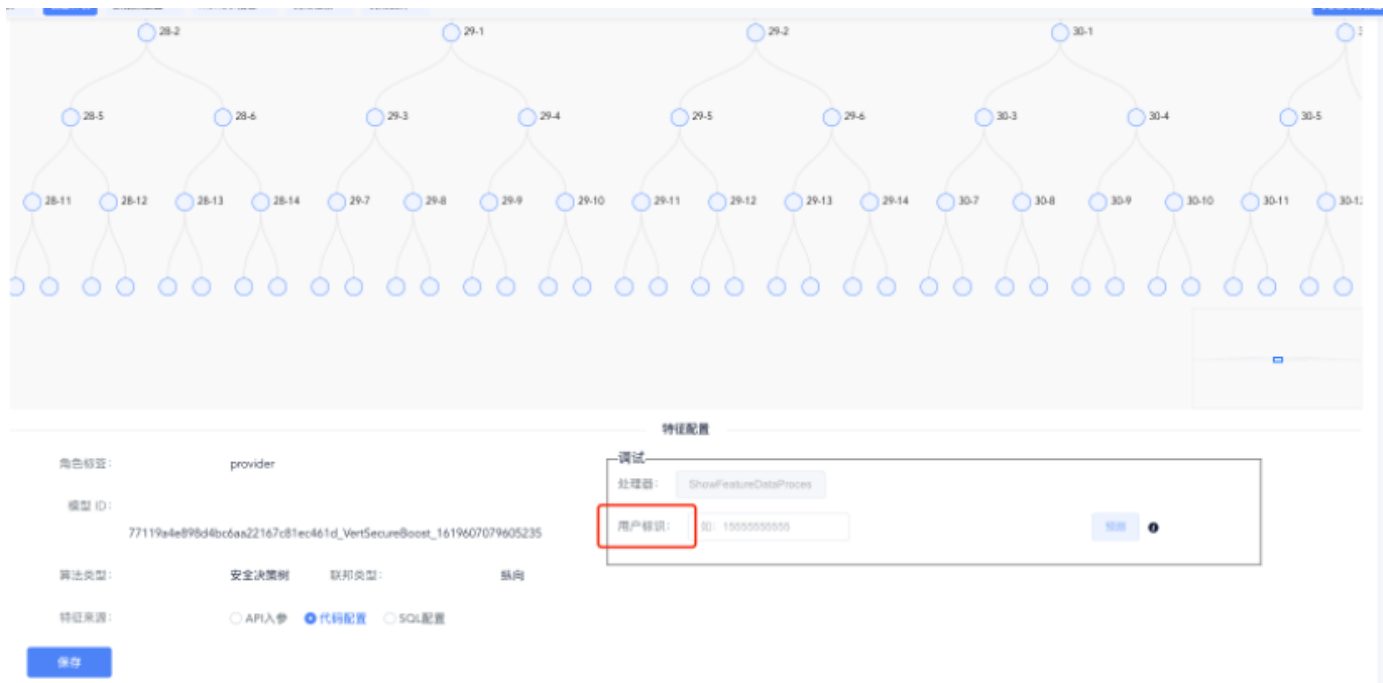 28-2 29-1 29-2 30-1
28-5 28-6 29-3 29-4 29-5 29-6 30-3 30-4 30-5
28-11 28-12 28-13 28-14 29-7 29-8 29-9 29-10 29-11 29-12 29-13 29-14 30-7 30-8 30-9 30-10 30-11
特征配置
角色标签: provider
调试
处理器: ShowFeatureDataProces
模型 ID:
77119a4e898d4bc6aa22167c81ec461d_VertSecureBoost_1619607079605235
用户标识: 如: 15555555555 预测
算法类型: 安全决策树 联邦类型: 纵向
特征来源: API入参 代码配置 SQL配置
保存